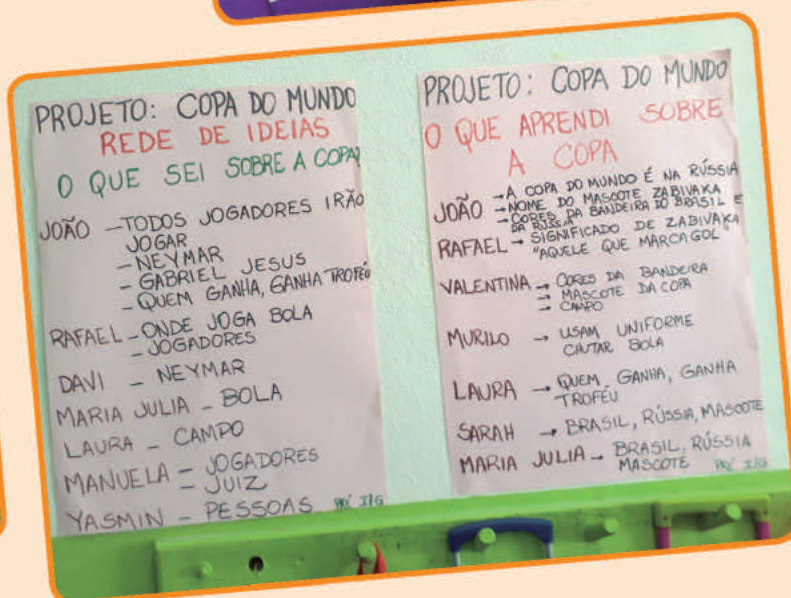 PROJETO: COPA DO MUNDO
REDE DE IDEIAS
O QUE SEI SOBRE A COPA?
JOÃO - TODOS JOGADORES IRÃO
JOGAR
- NEYMAR
- GABRIEL JESUS
- QUEM GANHA, GANHA TROFÉU
RAFAEL - ONDE JOGA BOLA
- JOGADORES
DAVI - NEYMAR
MARIA JULIA - BOLA
LAURA - CAMPO
MANUELA - JOGADORES
- JUIZ
YASMIN - PESSOAS
PROJETO: COPA DO MUNDO
O QUE APRENDI SOBRE
A COPA
JOÃO → A COPA DO MUNDO É NA RÚSSIA
→ NOME DO MASCOTE ZABIVAKA
→ CORES DA BANDEIRA DO BRASIL E
DA RÚSSIA
RAFAEL → SIGNIFICADO DE ZABIVAKA
"AQUELE QUE MARCA GOL"
VALENTINA → CORES DA BANDEIRA
→ MASCOTE DA COPA
→ CAMPO
MURILO → USAM UNIFORME
CHUTAR BOLA
LAURA → QUEM GANHA, GANHA
TROFÉU
SARAH → BRASIL, RÚSSIA, MASCOTE
MARIA JULIA → BRASIL, RÚSSIA
MASCOTE